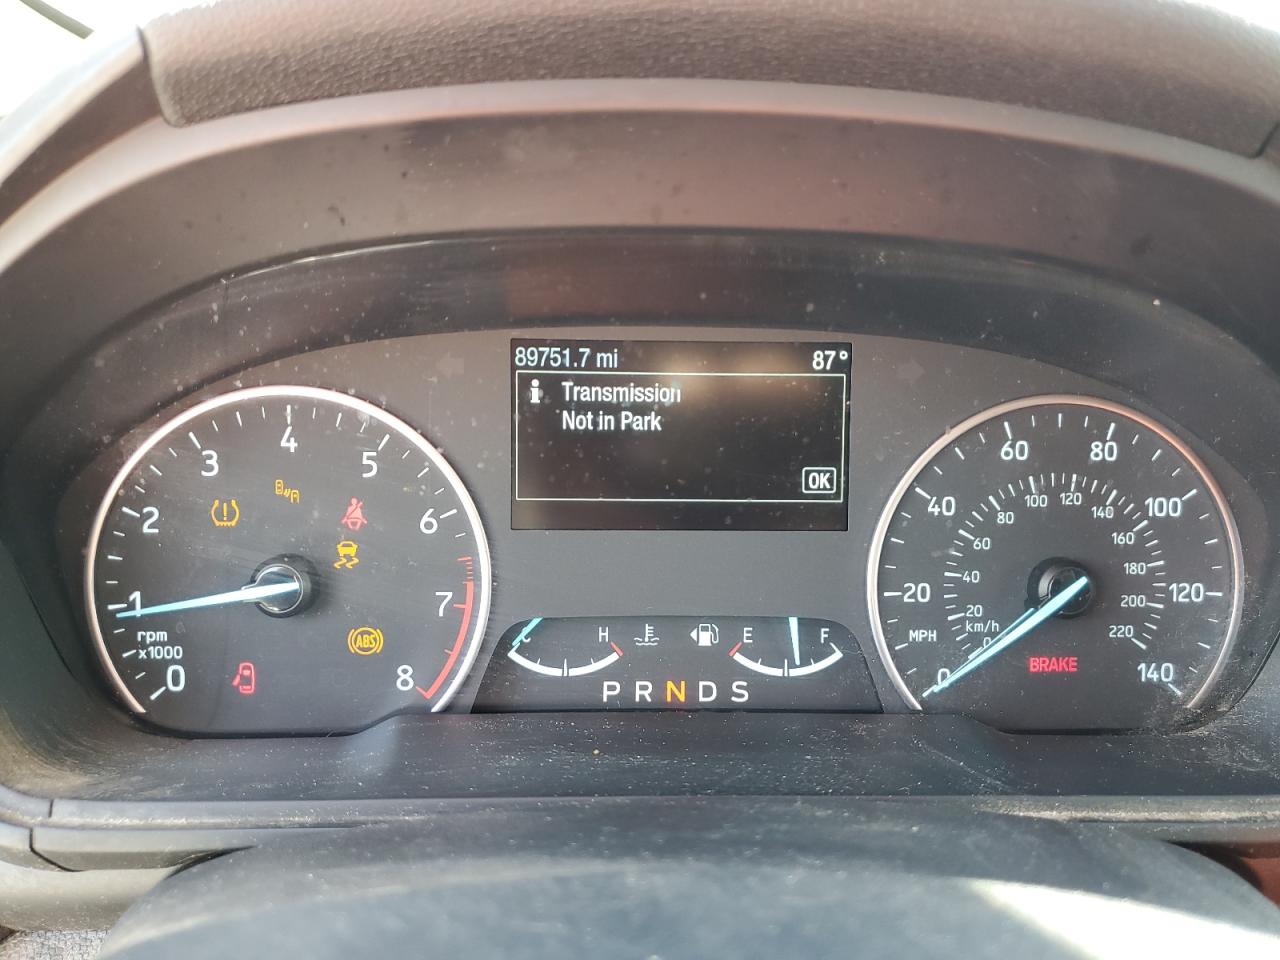 89751.7 mi 87°
i Transmission
Not in Park
OK
0 1 2 3 4 5 6 7 8
rpm
x1000
ABS
C H E F
P R N D S
0 20 40 60 80 100 120 140
MPH
0 20 40 60 80 100 120 140 160 180 200 220
km/h
BRAKE